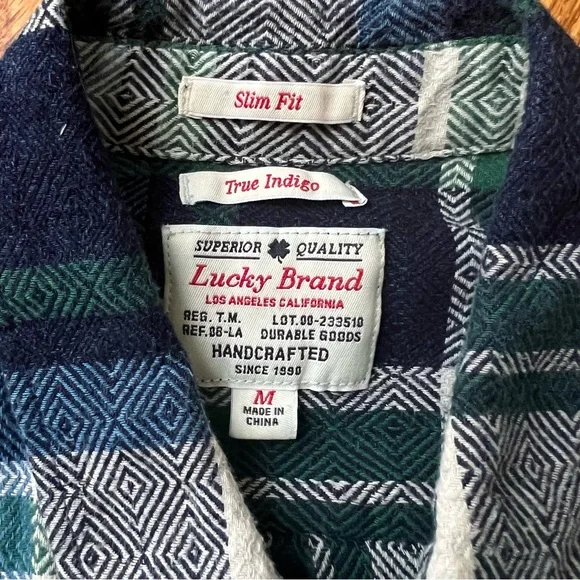 Slim Fit
True Indigo
SUPERIOR QUALITY
Lucky Brand
LOS ANGELES CALIFORNIA
REG. T.M. LOT.00-233510
REF.08-LA DURABLE GOODS
HANDCRAFTED
SINCE 1990
M
MADE IN
CHINA